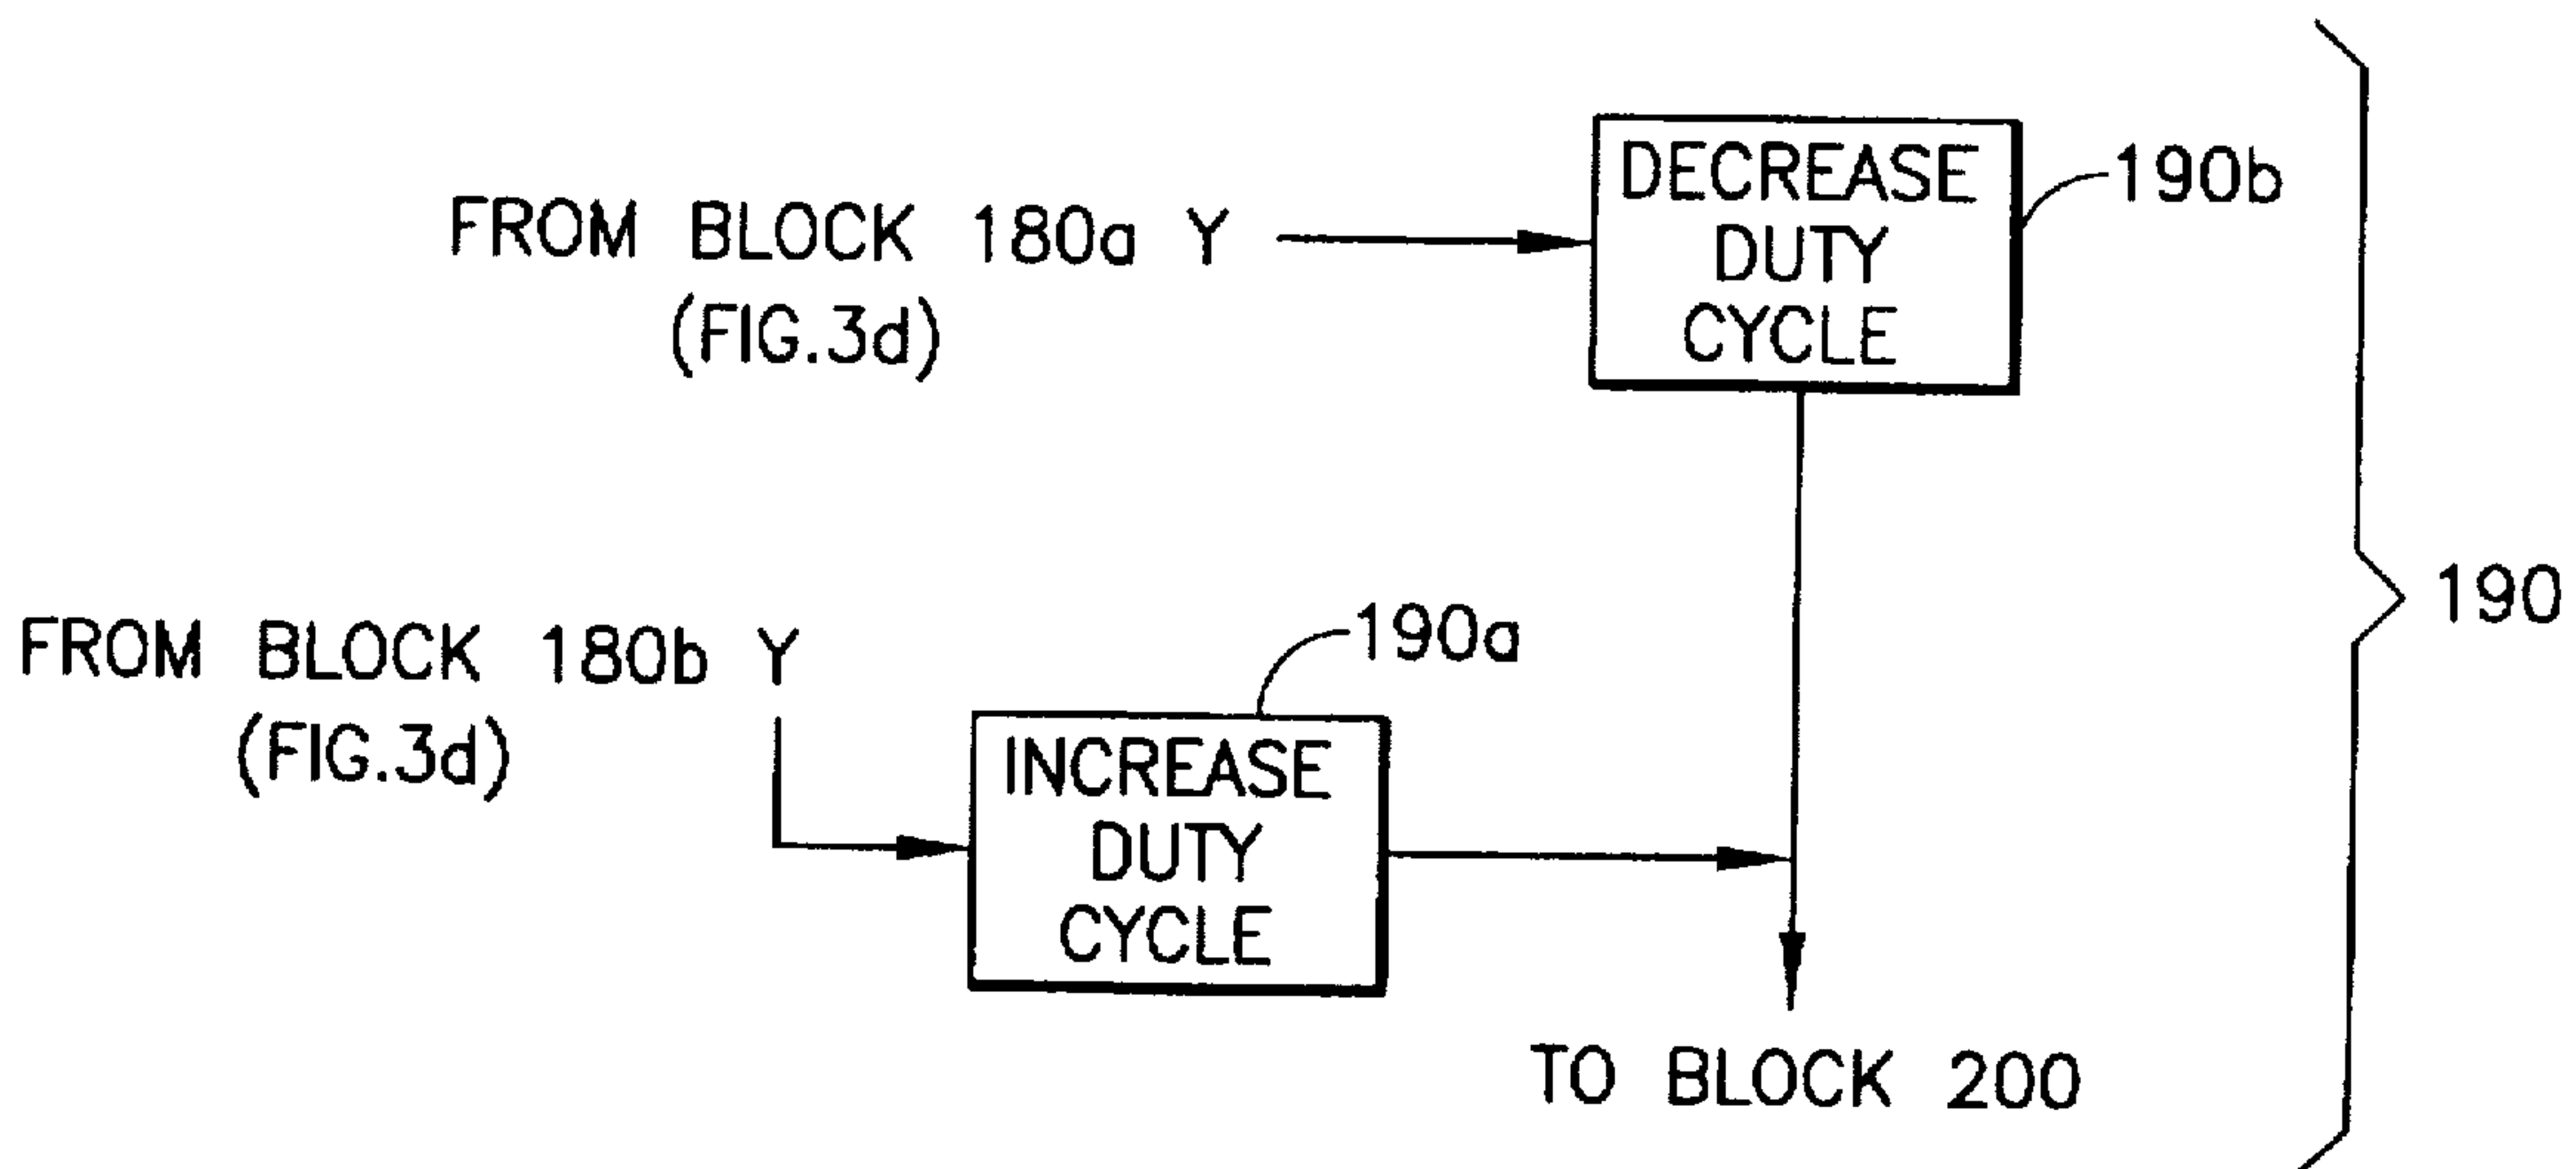 FROM BLOCK 180a Y
(FIG.3d)
DECREASE
DUTY
CYCLE
190b
FROM BLOCK 180b Y
(FIG.3d)
190a
INCREASE
DUTY
CYCLE
TO BLOCK 200
190